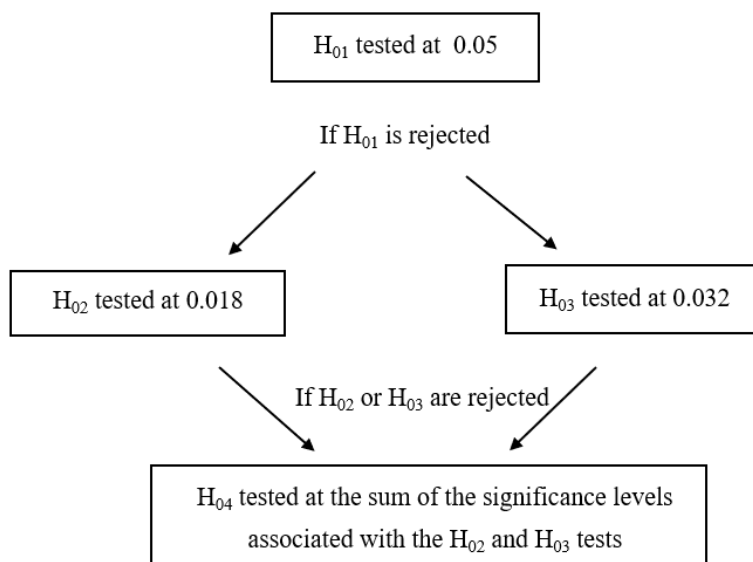 H₀₁ tested at 0.05
If H₀₁ is rejected
H₀₂ tested at 0.018
H₀₃ tested at 0.032
If H₀₂ or H₀₃ are rejected
H₀₄ tested at the sum of the significance levels
associated with the H₀₂ and H₀₃ tests